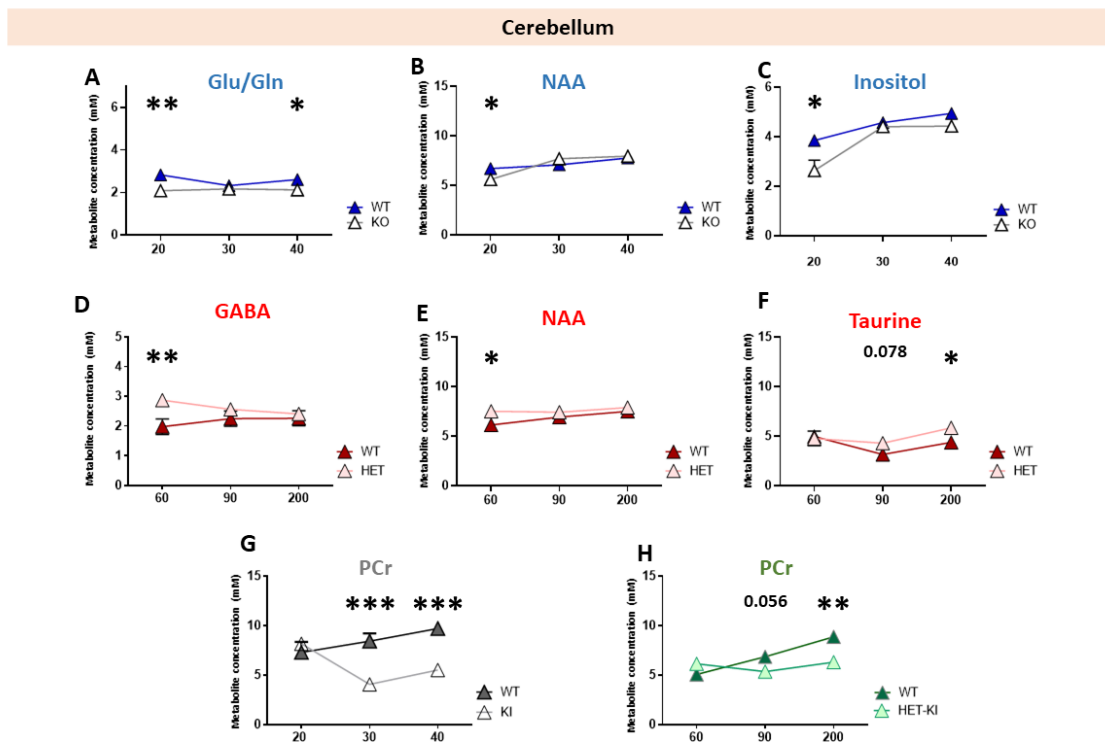 Cerebellum
A
Glu/Gln
** *
Metabolite concentration (mM)
6
4
2
0
20 30 40
WT
KO
B
NAA
*
Metabolite concentration (mM)
15
10
5
0
20 30 40
WT
KO
C
Inositol
*
Metabolite concentration (mM)
6
4
2
0
20 30 40
WT
KO
D
GABA
**
Metabolite concentration (mM)
5
4
3
2
1
0
60 90 200
WT
HET
E
NAA
*
Metabolite concentration (mM)
15
10
5
0
60 90 200
WT
HET
F
Taurine
0.078 *
Metabolite concentration (mM)
15
10
5
0
60 90 200
WT
HET
G
PCr
*** ***
Metabolite concentration (mM)
15
10
5
0
20 30 40
WT
KI
H
PCr
0.056 **
Metabolite concentration (mM)
15
10
5
0
60 90 200
WT
HET-KI